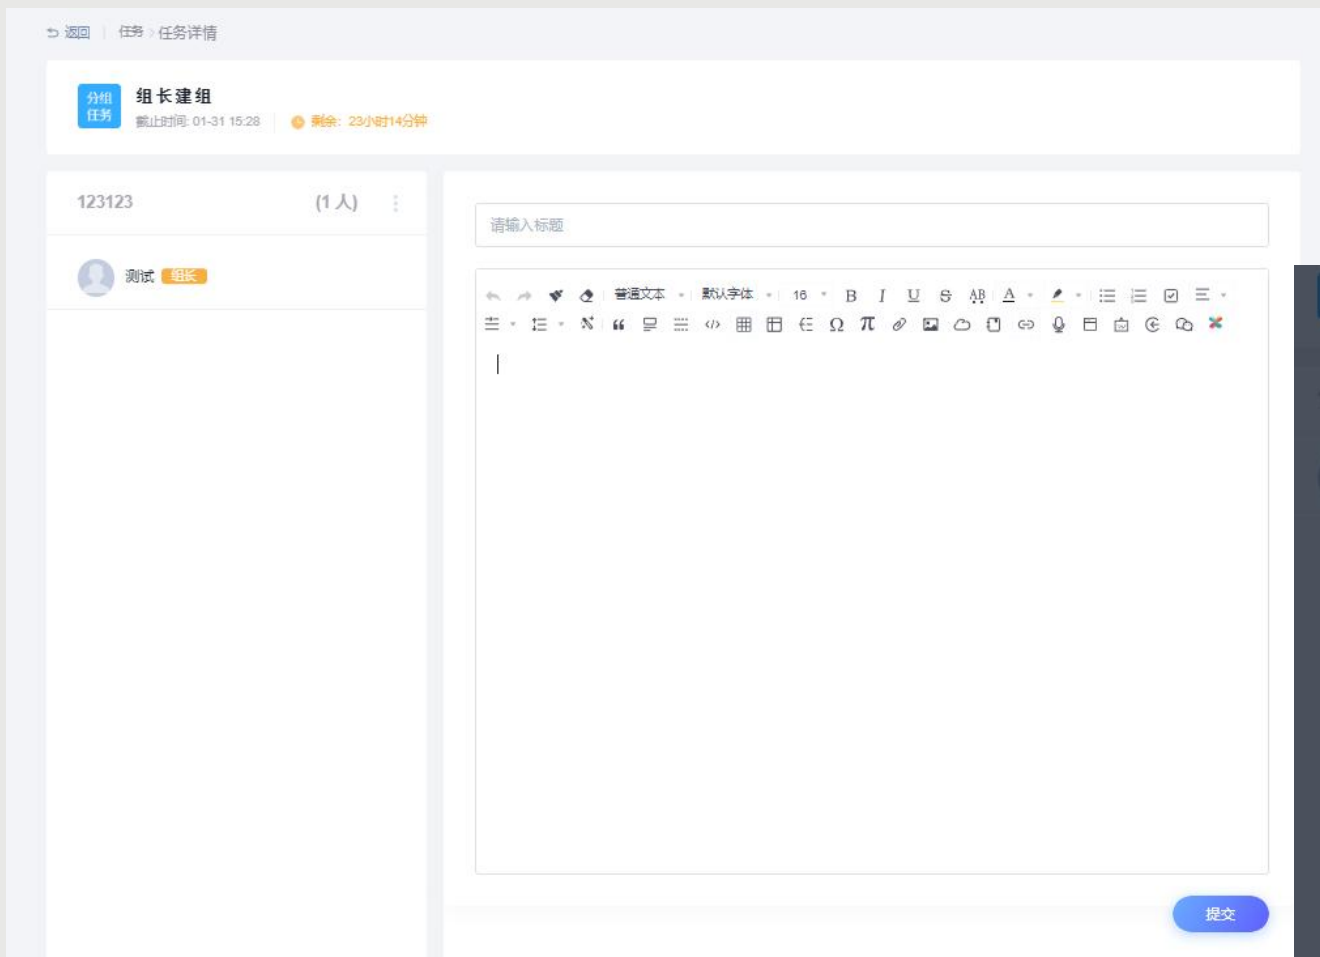 返回 任务 > 任务详情
分组任务
组长建组
截止时间: 01-31 15:28 剩余：23小时14分钟
123123 (1 人)
测试 组长
请输入标题
普通文本 默认字体 16 B I U S AB A
Ω π
提交